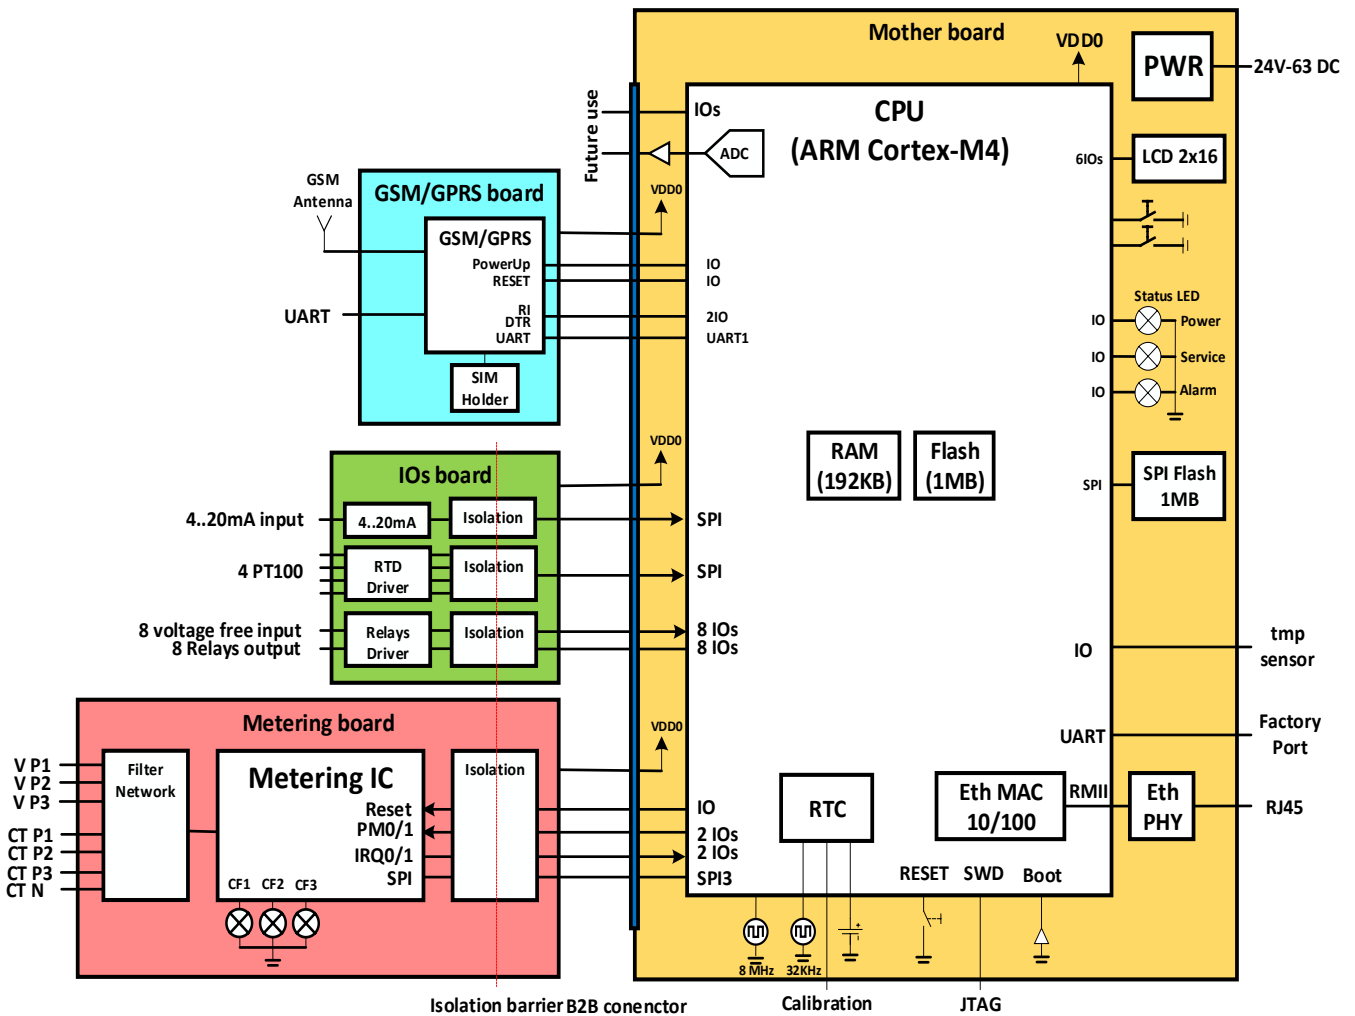 Mother board
VDD0
PWR
24V-63 DC
Future use
IOs
ADC
CPU
(ARM Cortex-M4)
6IOs
LCD 2x16
GSM
Antenna
GSM/GPRS board
VDD0
GSM/GPRS
PowerUp
RESET
RI
DTR
UART
UART
SIM
Holder
IO
IO
2IO
UART1
Status LED
IO
Power
IO
Service
IO
Alarm
RAM
(192KB)
Flash
(1MB)
SPI
SPI Flash
1MB
IOs board
VDD0
4..20mA input
4..20mA
Isolation
SPI
4 PT100
RTD
Driver
Isolation
SPI
8 voltage free input
8 Relays output
Relays
Driver
Isolation
8 IOs
8 IOs
IO
tmp
sensor
Metering board
VDD0
V P1
V P2
V P3
CT P1
CT P2
CT P3
CT N
Filter
Network
Metering IC
Reset
PM0/1
IRQ0/1
SPI
CF1
CF2
CF3
Isolation
IO
2 IOs
2 IOs
SPI3
UART
Factory
Port
RTC
Eth MAC
10/100
RMII
Eth
PHY
RJ45
RESET
SWD
Boot
8 MHz
32KHz
Isolation barrier
B2B conenctor
Calibration
JTAG